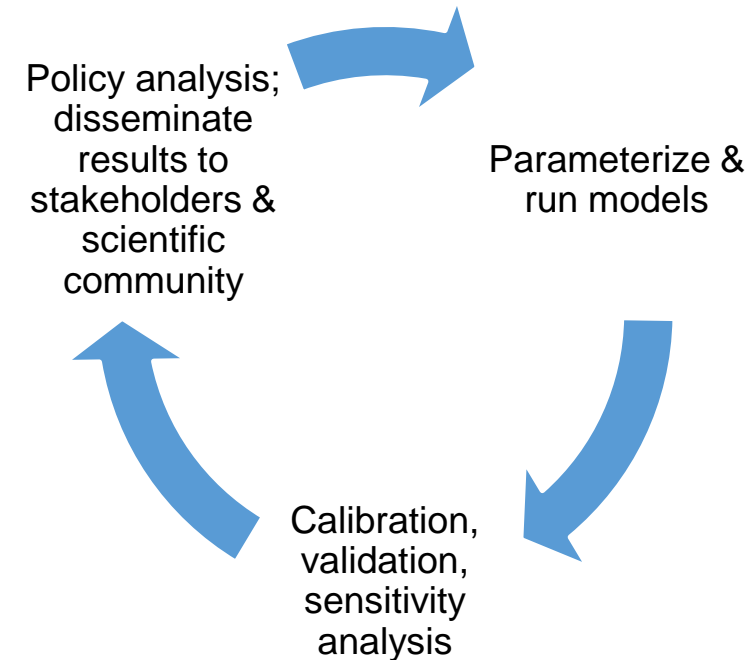 Policy analysis;
disseminate
results to
stakeholders &
scientific
community
Parameterize &
run models
Calibration,
validation,
sensitivity
analysis